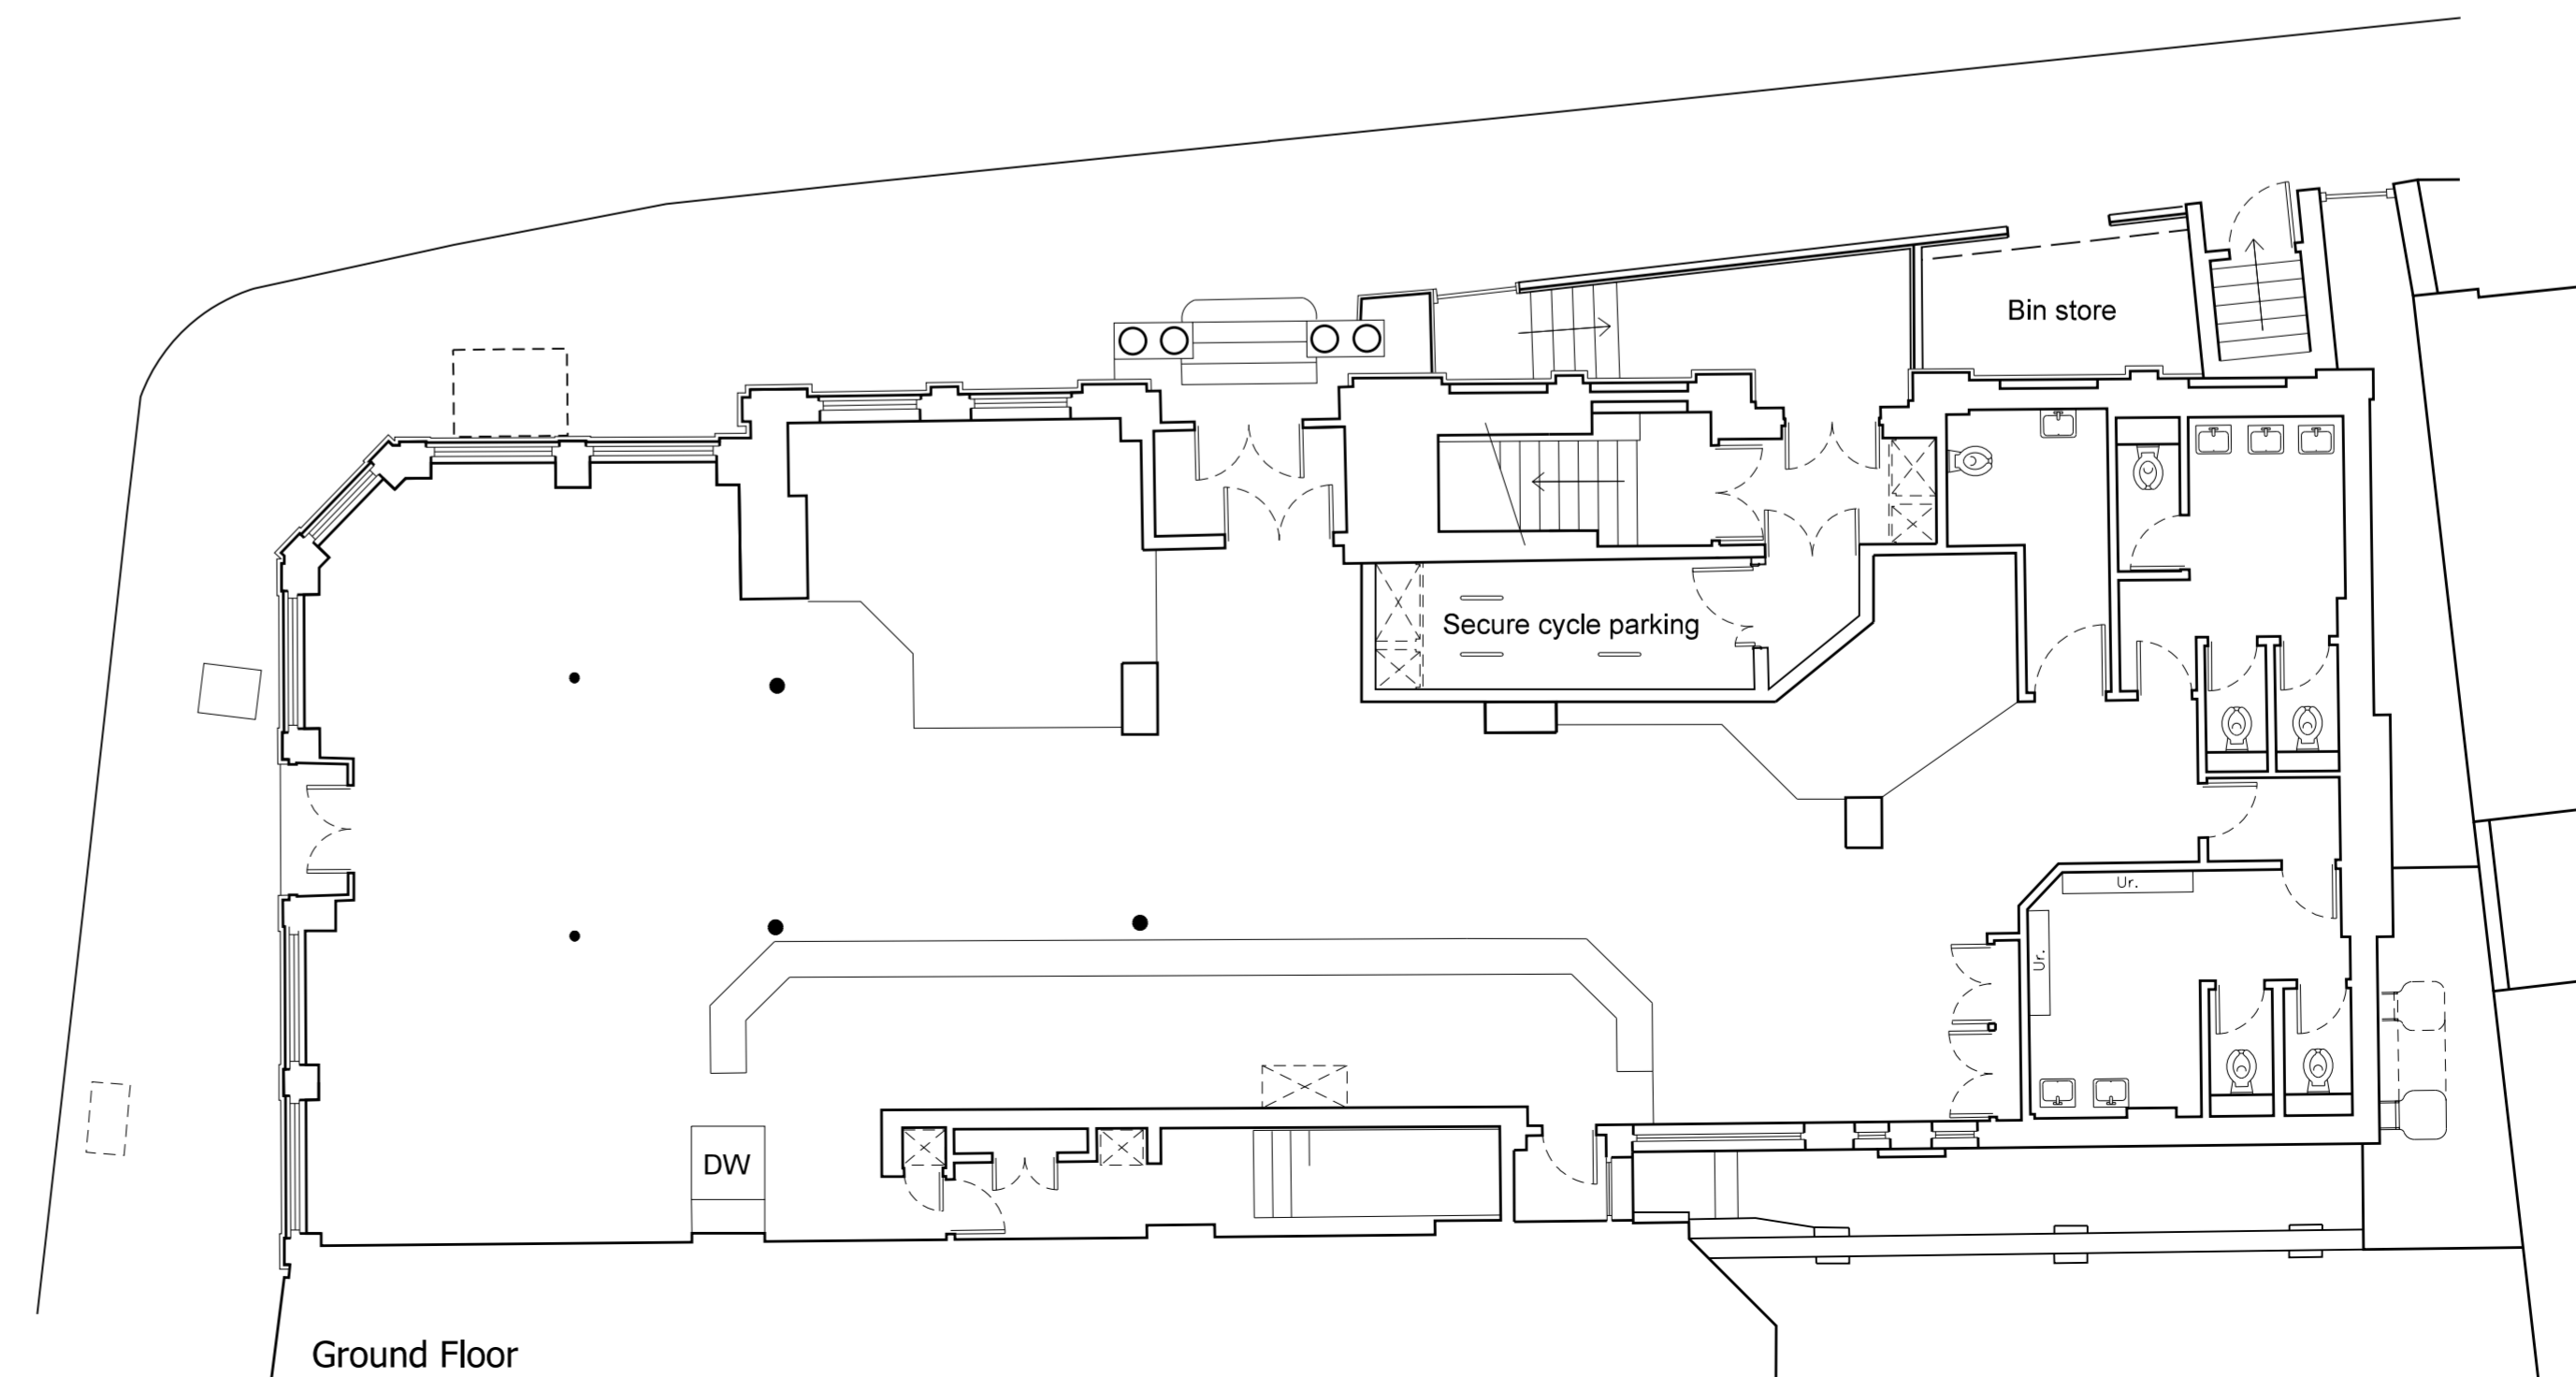 Bin store
Secure cycle parking
Ur.
Ur.
DW
Ground Floor